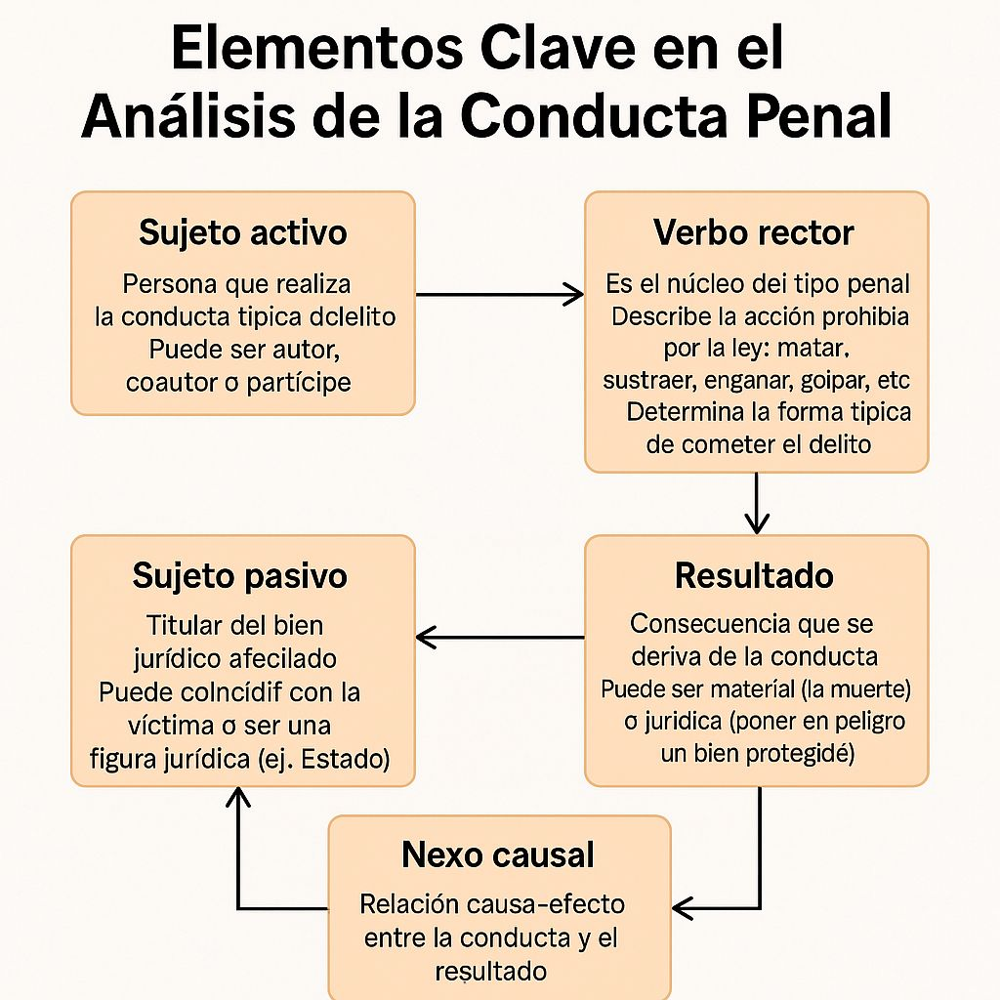 Elementos Clave en el
Análisis de la Conducta Penal
Sujeto activo
Persona que realiza
la conducta tipica dclelito
Puede ser autor,
coautor o partícipe
Verbo rector
Es el núcleo dei tipo penal
Describe la acción prohibia
por la ley: matar.
sustraer, enganar, goipar, etc
Determina la forma tipica
de cometer el delito
Sujeto pasivo
Titular del bien
jurídico afecilado
Puede colncídif con la
víctima o ser una
figura jurídica (ej. Estado)
Resultado
Consecuencia que se
deriva de la conducta
Puede ser materíal (la muerte)
o juridica (poner en peligro
un bien protegidé)
Nexo causal
Relación causa-efecto
entre la conducta y el
resultado